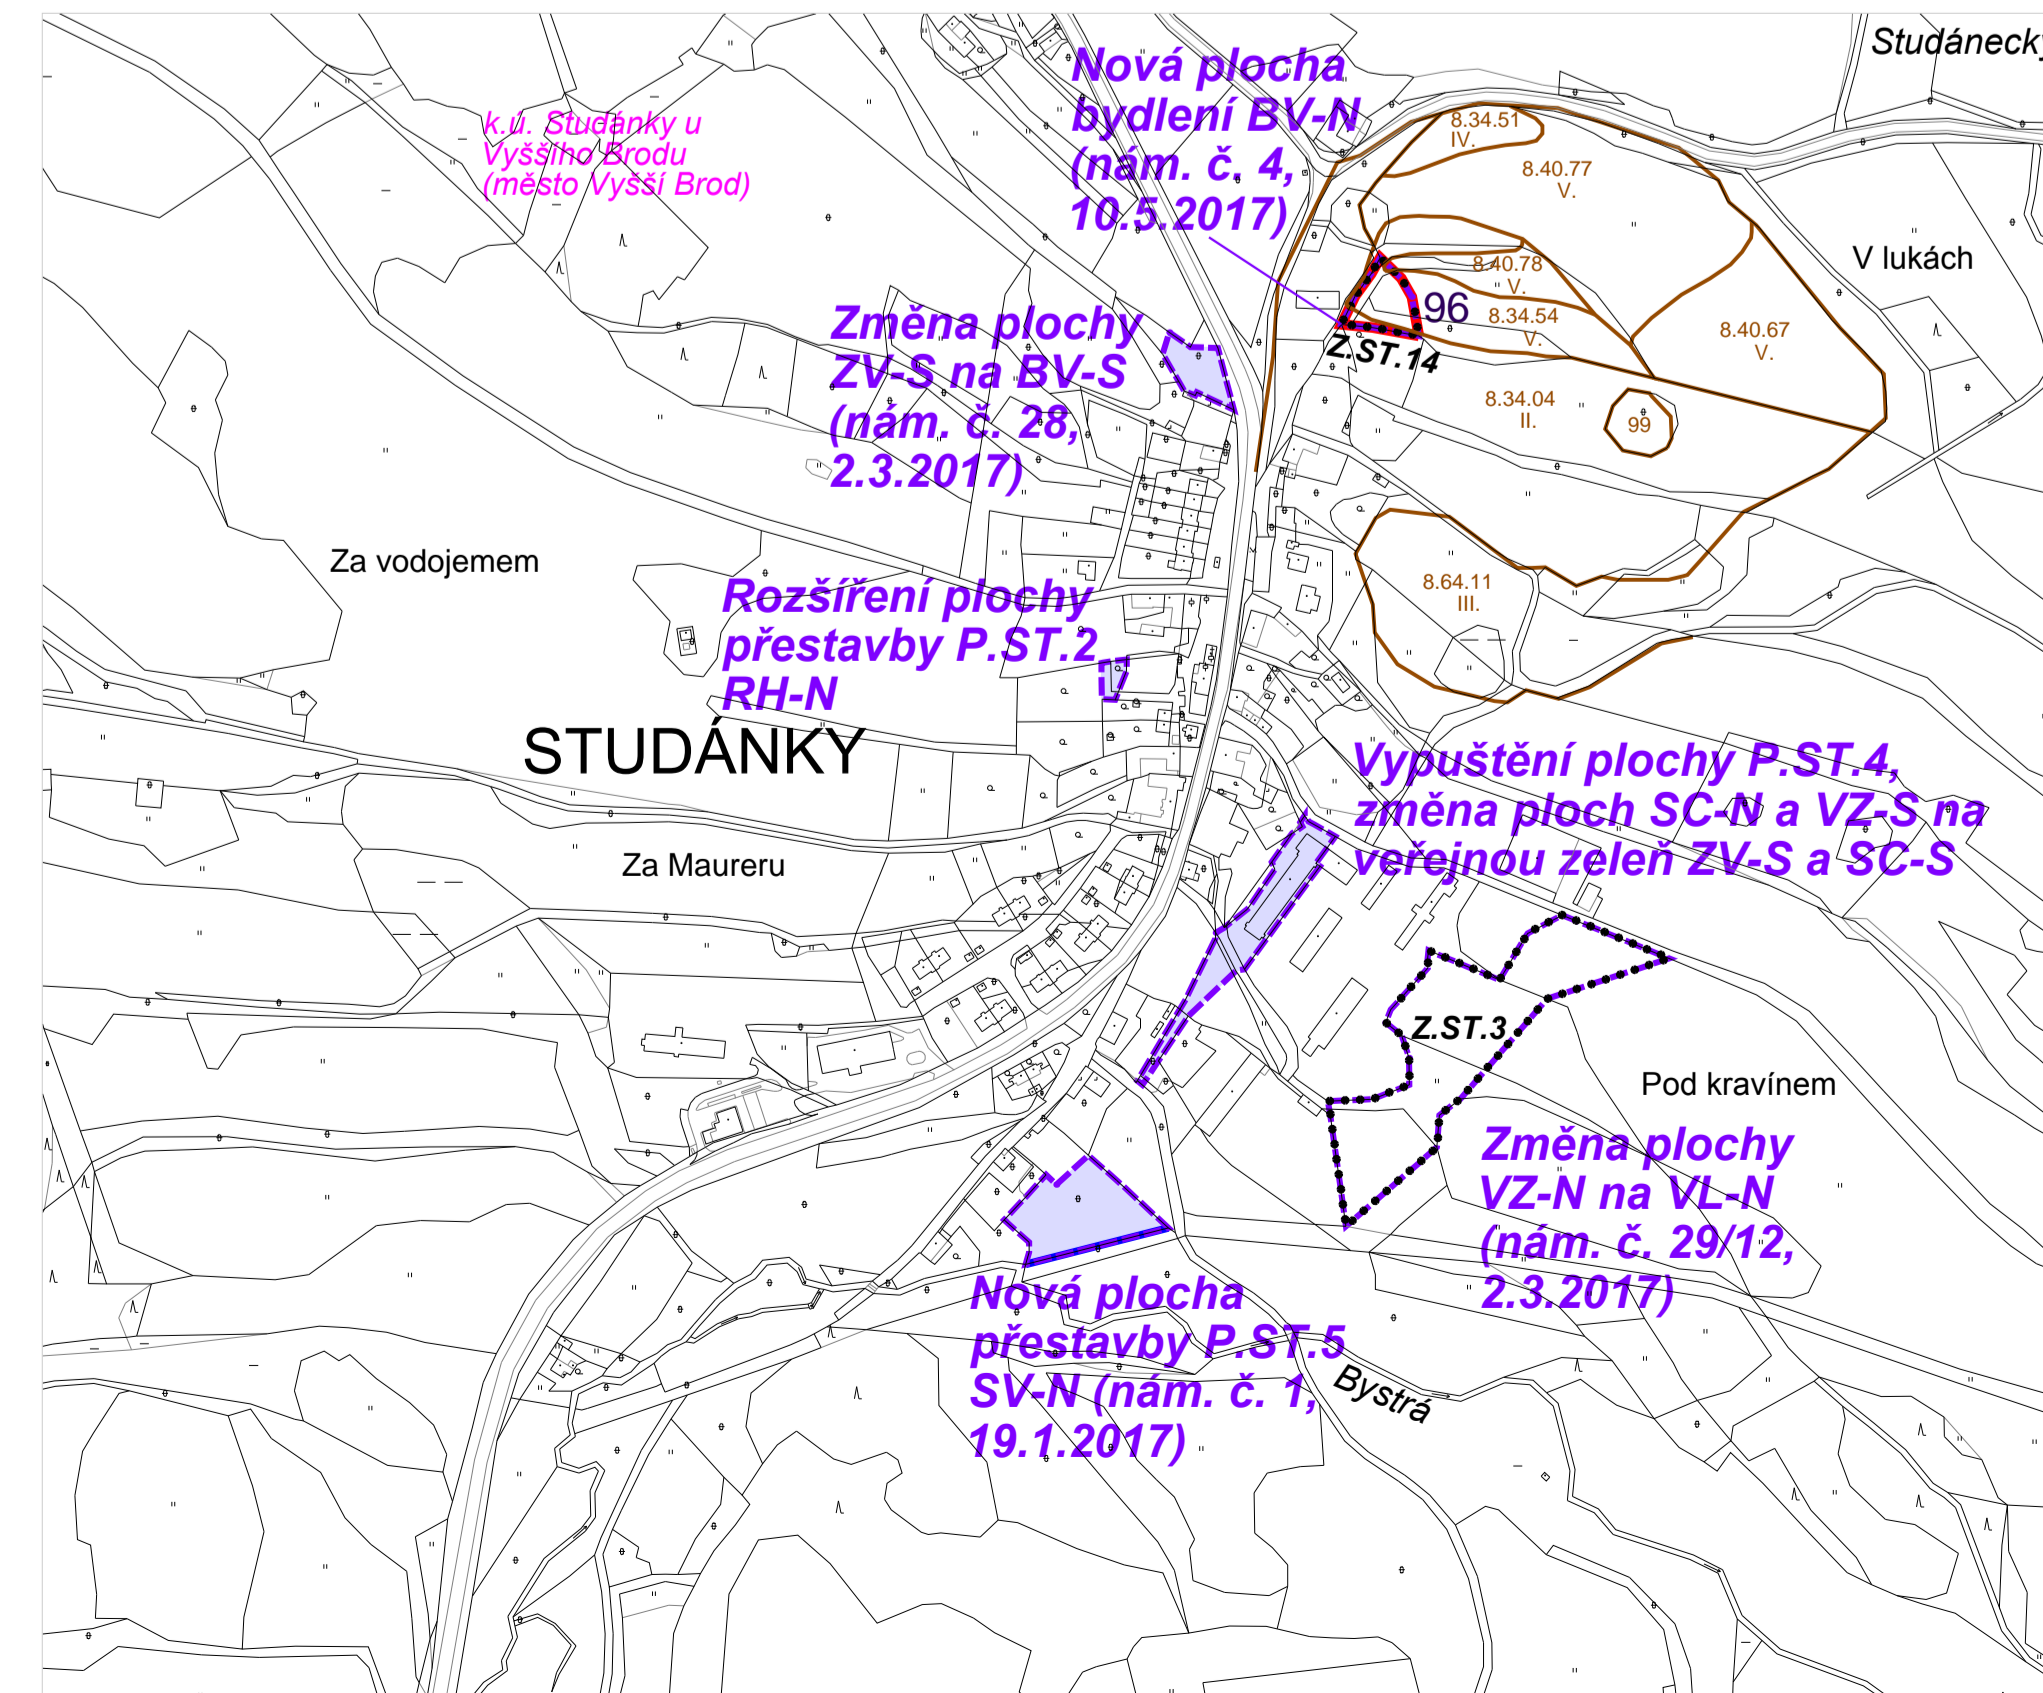 Studánecký
Nová plocha
bydlení BV-N
(nám. č. 4,
10.5.2017)
k.ú. Studánky u
Vyššího Brodu
(město Vyšší Brod)
8.34.51
IV.
8.40.77
V.
V lukách
8.40.78
V.
96
8.34.54
V.
8.40.67
V.
Z.ST.14
Změna plochy
ZV-S na BV-S
(nám. č. 28,
2.3.2017)
8.34.04
II.
99
Za vodojemem
8.64.11
III.
Rozšíření plochy
přestavby P.ST.2
RH-N
STUDÁNKY
Vypuštění plochy P.ST.4,
změna ploch SC-N a VZ-S na
veřejnou zeleň ZV-S a SC-S
Za Maureru
Z.ST.3
Pod kravínem
Změna plochy
VZ-N na VL-N
(nám. č. 29/12,
2.3.2017)
Nová plocha
přestavby P.ST.5
SV-N (nám. č. 1,
19.1.2017)
Bystrá